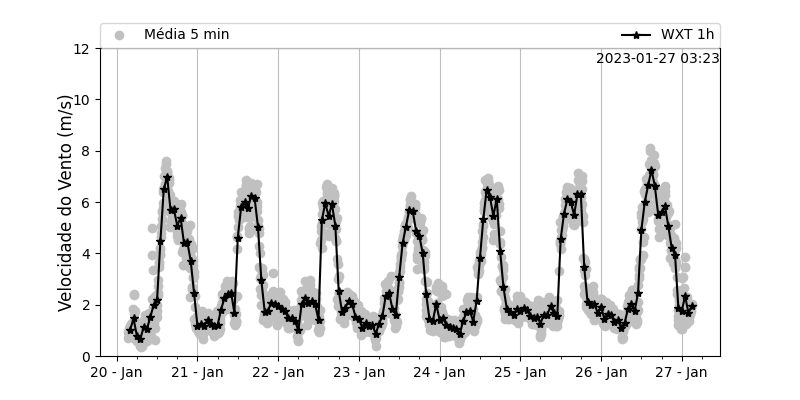 Média 5 min
WXT 1h
2023-01-27 03:23
Velocidade do Vento (m/s)
12
10
8
6
4
2
0
20 - Jan 21 - Jan 22 - Jan 23 - Jan 24 - Jan 25 - Jan 26 - Jan 27 - Jan